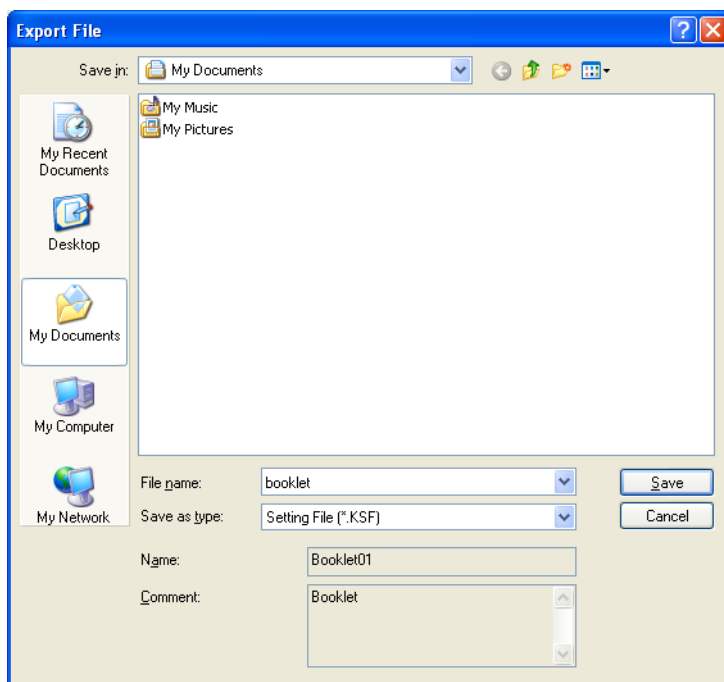 Export File
Save in:
My Documents
My Music
My Pictures
My Recent
Documents
Desktop
My Documents
My Computer
My Network
File name:
booklet
Save
Save as type:
Setting File (*.KSF)
Cancel
Name:
Booklet01
Comment:
Booklet